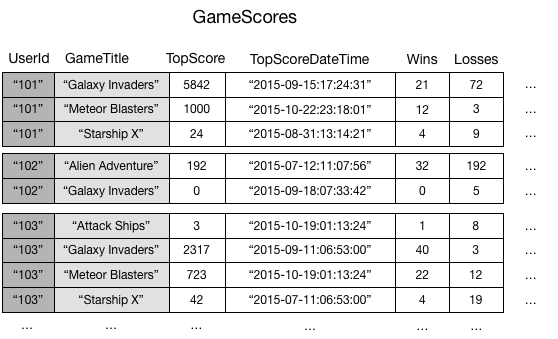 GameScores
UserId GameTitle TopScore TopScoreDateTime Wins Losses
“101” “Galaxy Invaders” 5842 “2015-09-15:17:24:31” 21 72 ...
“101” “Meteor Blasters” 1000 “2015-10-22:23:18:01” 12 3 ...
“101” “Starship X” 24 “2015-08-31:13:14:21” 4 9 ...
“102” “Alien Adventure” 192 “2015-07-12:11:07:56” 32 192 ...
“102” “Galaxy Invaders” 0 “2015-09-18:07:33:42” 0 5 ...
“103” “Attack Ships” 3 “2015-10-19:01:13:24” 1 8 ...
“103” “Galaxy Invaders” 2317 “2015-09-11:06:53:00” 40 3 ...
“103” “Meteor Blasters” 723 “2015-10-19:01:13:24” 22 12 ...
“103” “Starship X” 42 “2015-07-11:06:53:00” 4 19 ...
... ... ... ... ... ... ...